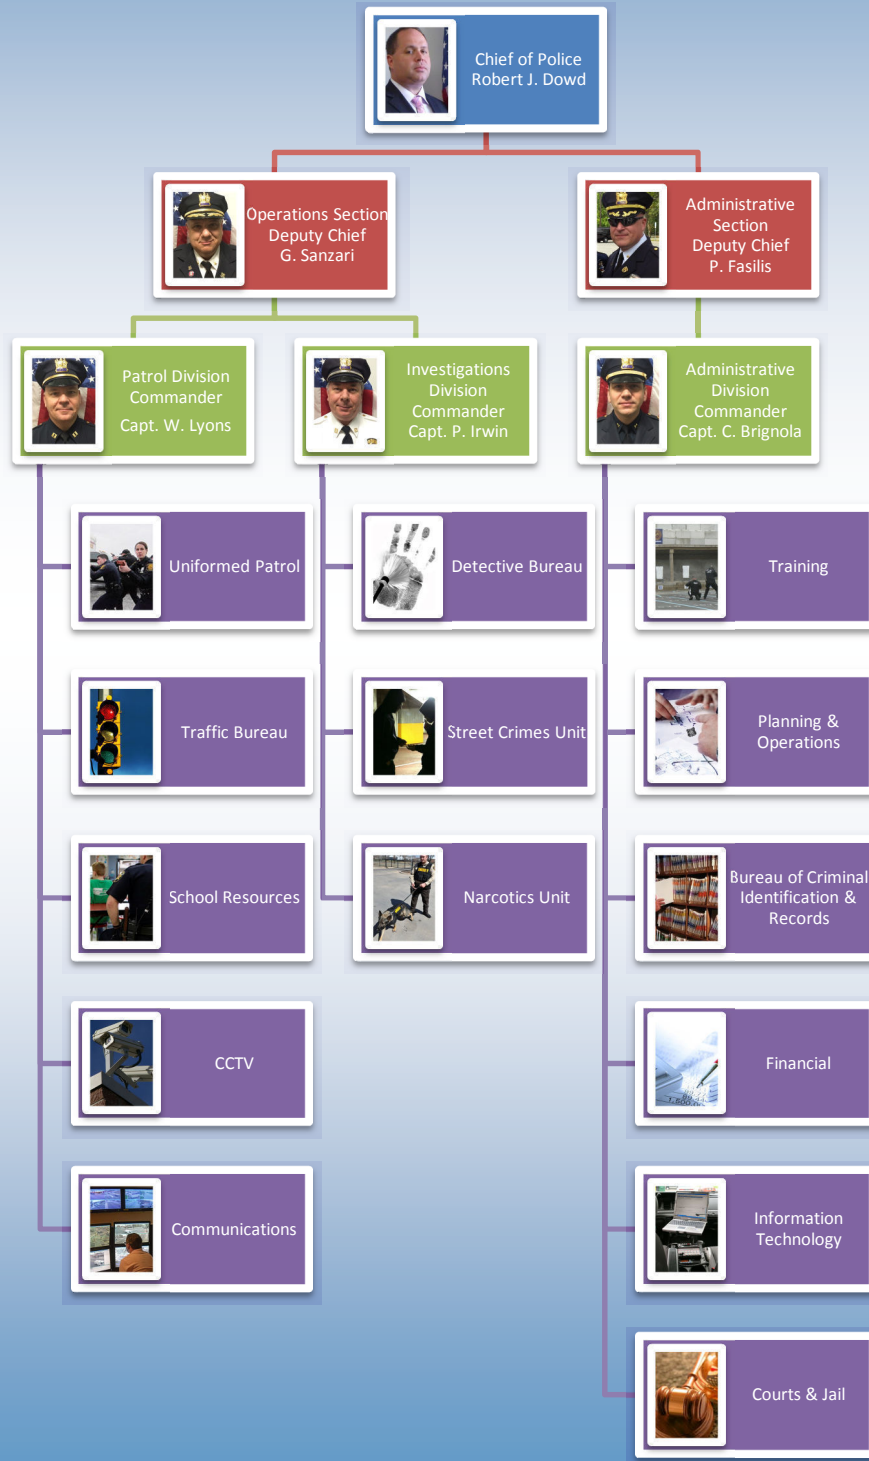 Chief of Police
Robert J. Dowd
Operations Section
Deputy Chief
G. Sanzari
Administrative
Section
Deputy Chief
P. Fasilis
Patrol Division
Commander
Capt. W. Lyons
Investigations
Division
Commander
Capt. P. Irwin
Administrative
Division
Commander
Capt. C. Brignola
Uniformed Patrol
Detective Bureau
Training
Traffic Bureau
Street Crimes Unit
Planning &
Operations
School Resources
Narcotics Unit
Bureau of Criminal
Identification &
Records
CCTV
Financial
Communications
Information
Technology
Courts & Jail